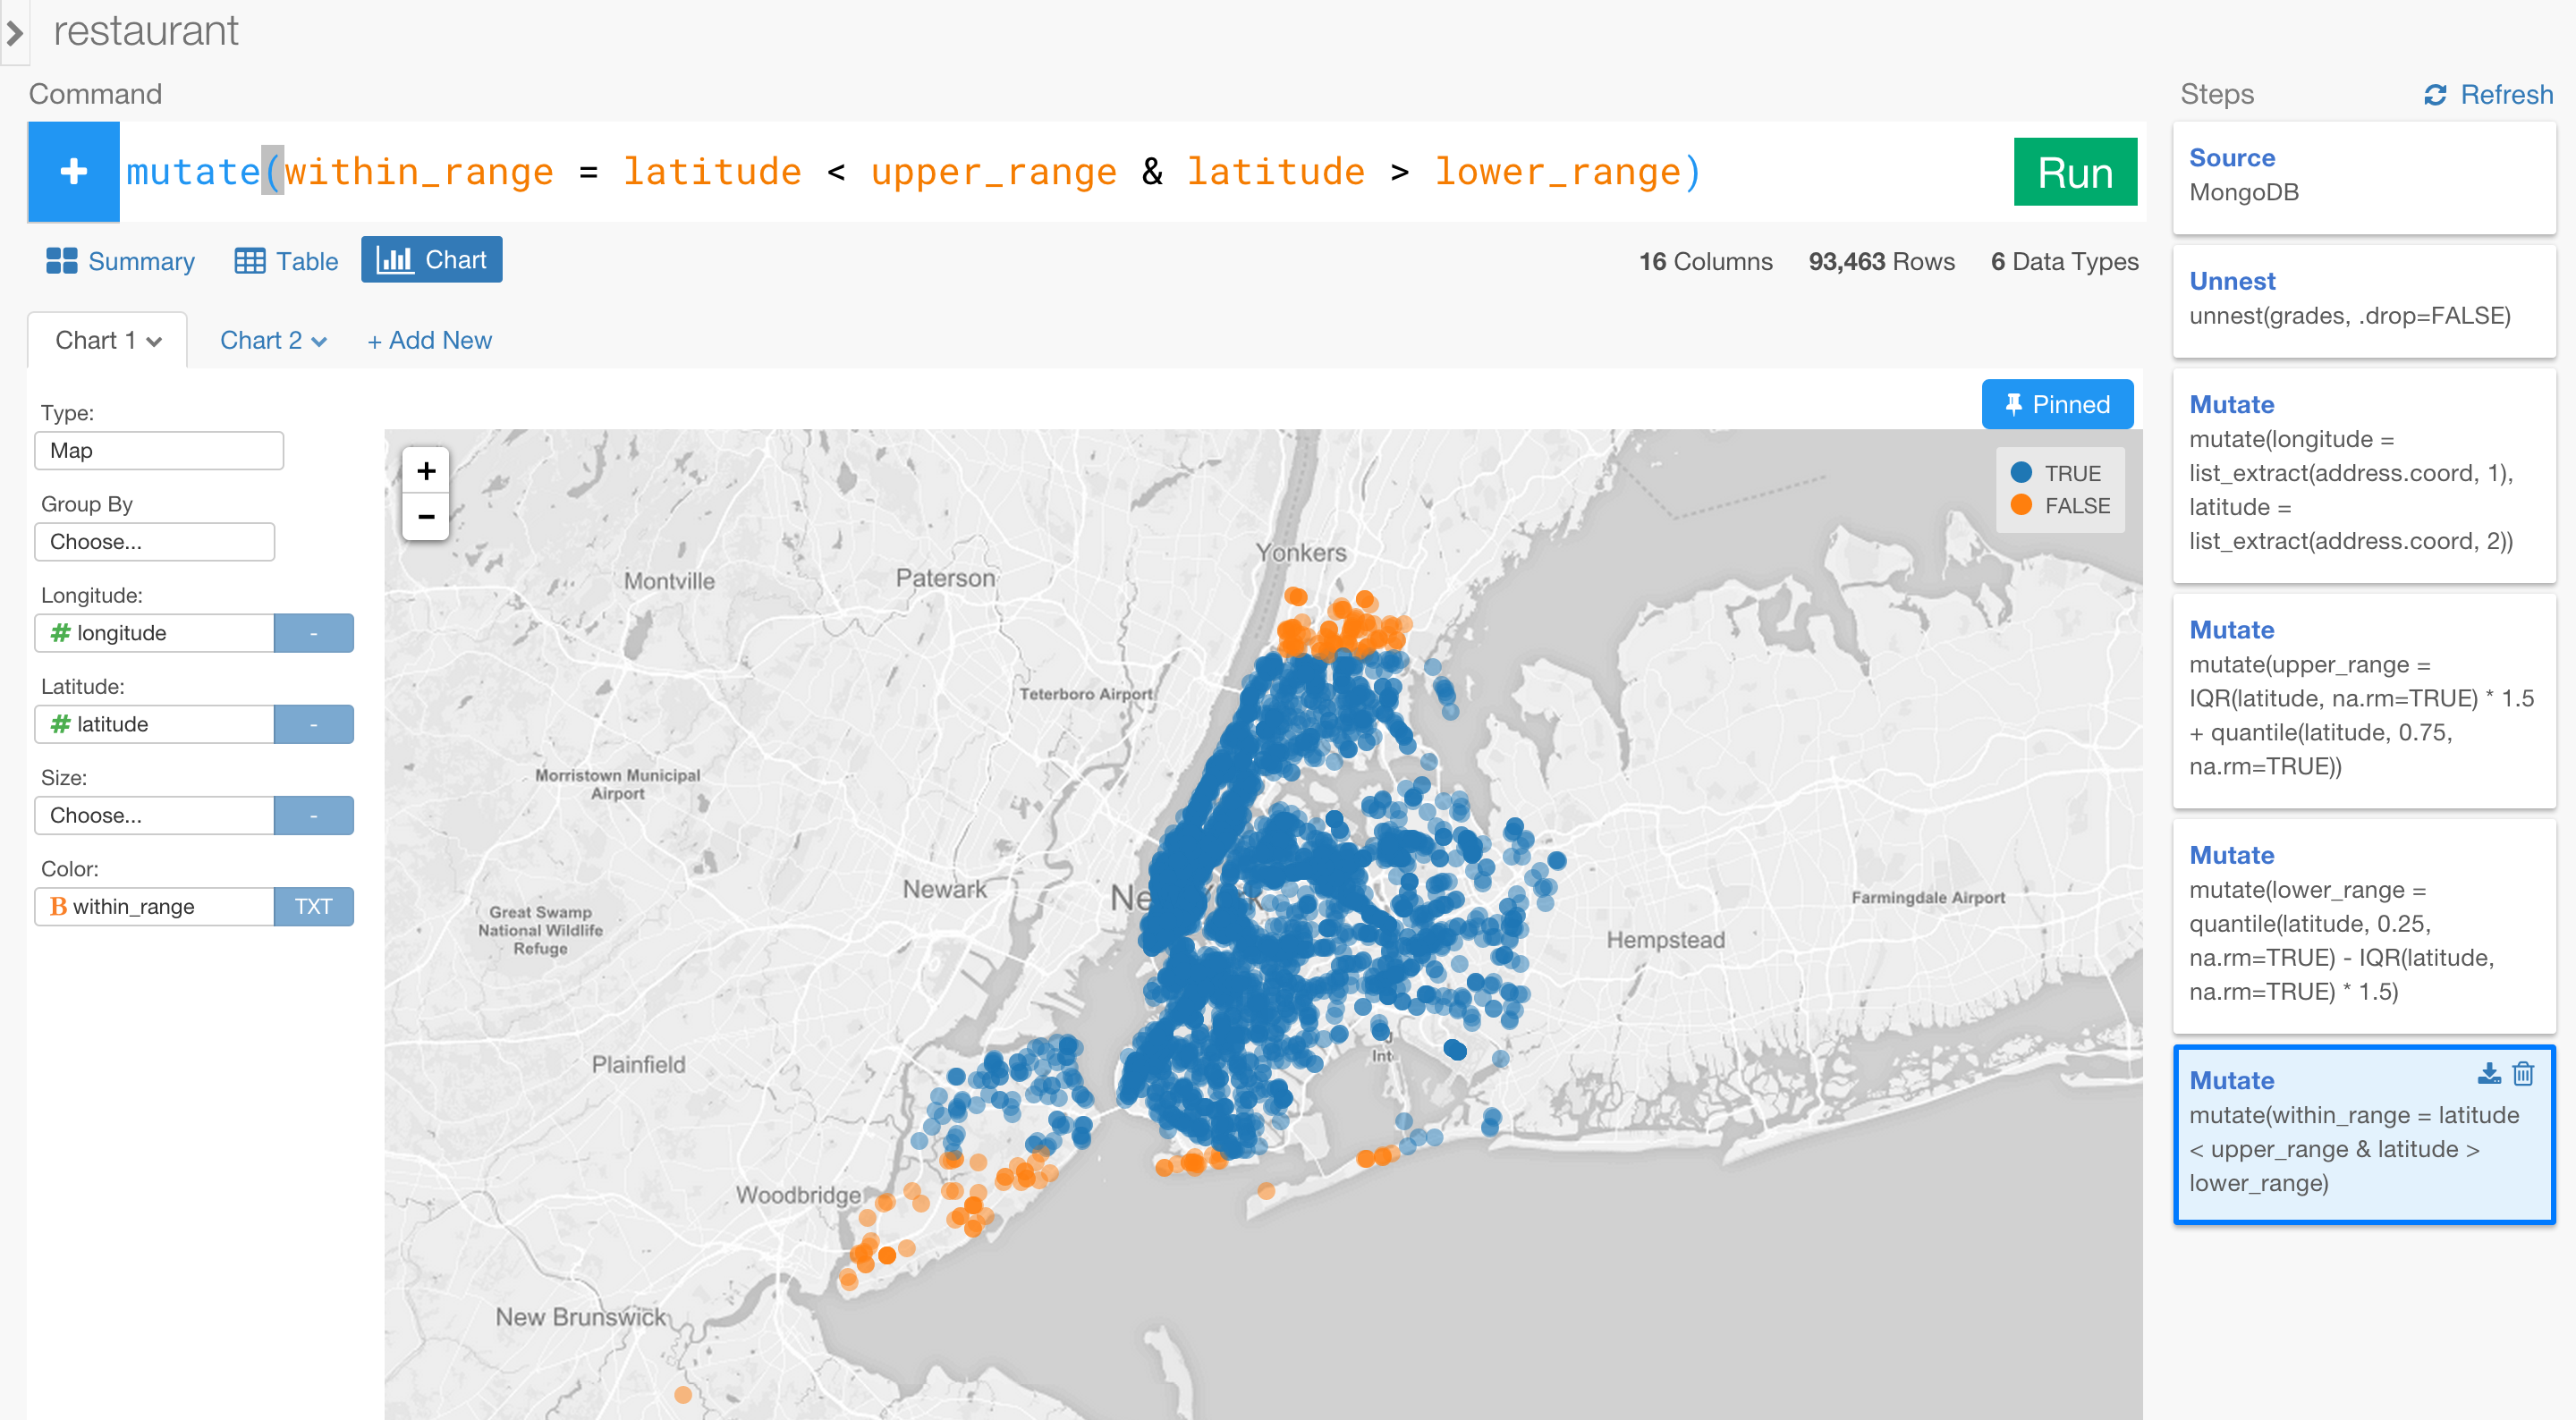 restaurant
Command
+ mutate(within_range = latitude < upper_range & latitude > lower_range)
Run
Summary Table Chart
16 Columns 93,463 Rows 6 Data Types
Chart 1 Chart 2 + Add New
Pinned
Type:
Map
Group By
Choose...
Longitude:
# longitude -
Latitude:
# latitude -
Size:
Choose... -
Color:
B within_range TXT
+
−
TRUE
FALSE
Yonkers
Montville
Paterson
Teterboro Airport
Morristown Municipal
Airport
Newark
Ne
Great Swamp
National Wildlife
Refuge
Farmingdale Airport
Hempstead
Int
Plainfield
Woodbridge
New Brunswick
Steps
Refresh
Source
MongoDB
Unnest
unnest(grades, .drop=FALSE)
Mutate
mutate(longitude =
list_extract(address.coord, 1),
latitude =
list_extract(address.coord, 2))
Mutate
mutate(upper_range =
IQR(latitude, na.rm=TRUE) * 1.5
+ quantile(latitude, 0.75,
na.rm=TRUE))
Mutate
mutate(lower_range =
quantile(latitude, 0.25,
na.rm=TRUE) - IQR(latitude,
na.rm=TRUE) * 1.5)
Mutate
mutate(within_range = latitude
< upper_range & latitude >
lower_range)